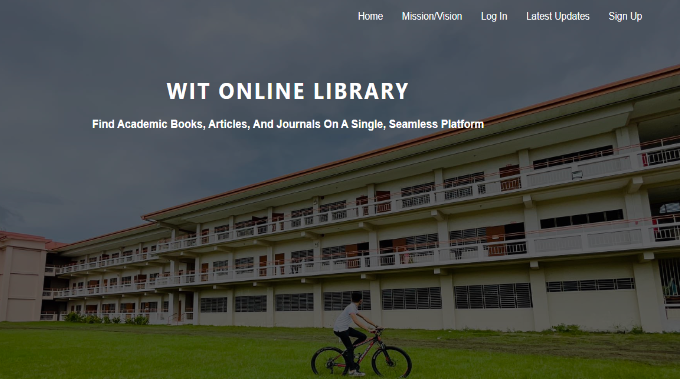 Home Mission/Vision Log In Latest Updates Sign Up
WIT ONLINE LIBRARY
Find Academic Books, Articles, And Journals On A Single, Seamless Platform